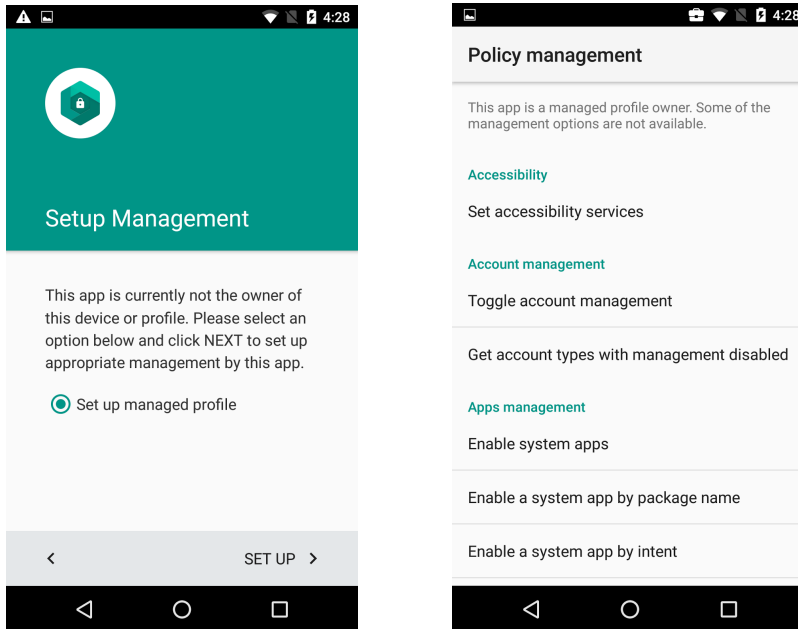 4:28
Setup Management
This app is currently not the owner of
this device or profile. Please select an
option below and click NEXT to set up
appropriate management by this app.
Set up managed profile
SET UP
4:28
Policy management
This app is a managed profile owner. Some of the
management options are not available.
Accessibility
Set accessibility services
Account management
Toggle account management
Get account types with management disabled
Apps management
Enable system apps
Enable a system app by package name
Enable a system app by intent